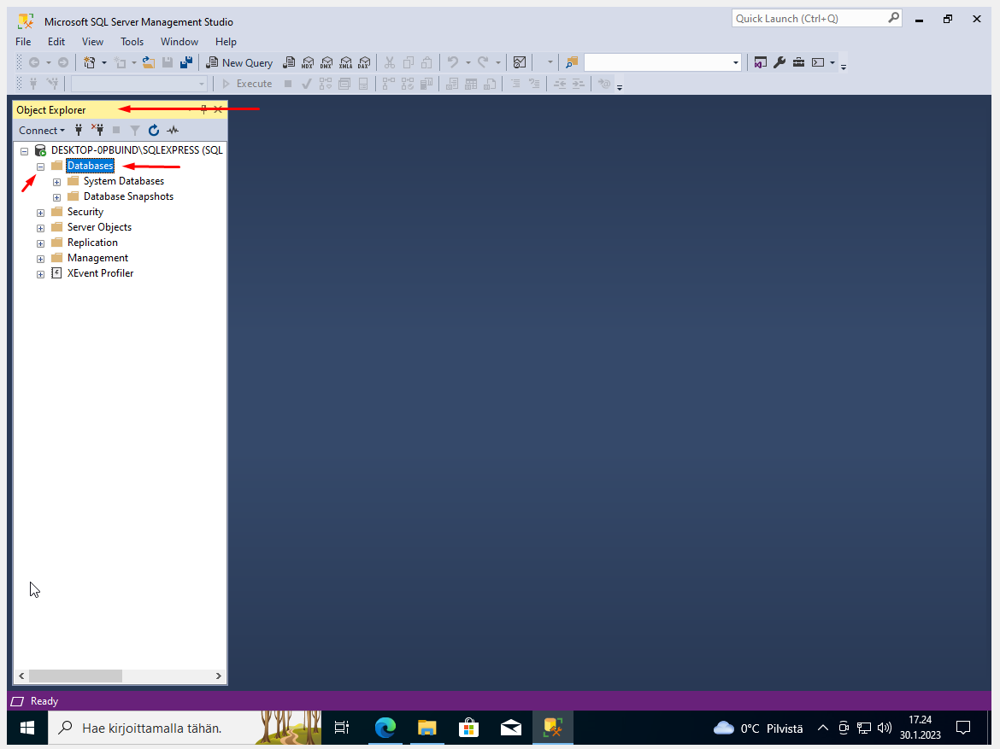 Microsoft SQL Server Management Studio
Quick Launch (Ctrl+Q)
File Edit View Tools Window Help
New Query MDX DMX XMLA DAX
Execute
Object Explorer
Connect
DESKTOP-0PBUIND\SQLEXPRESS (SQL
Databases
System Databases
Database Snapshots
Security
Server Objects
Replication
Management
XEvent Profiler
Ready
Hae kirjoittamalla tähän.
0°C Pilvistä
17.24
30.1.2023